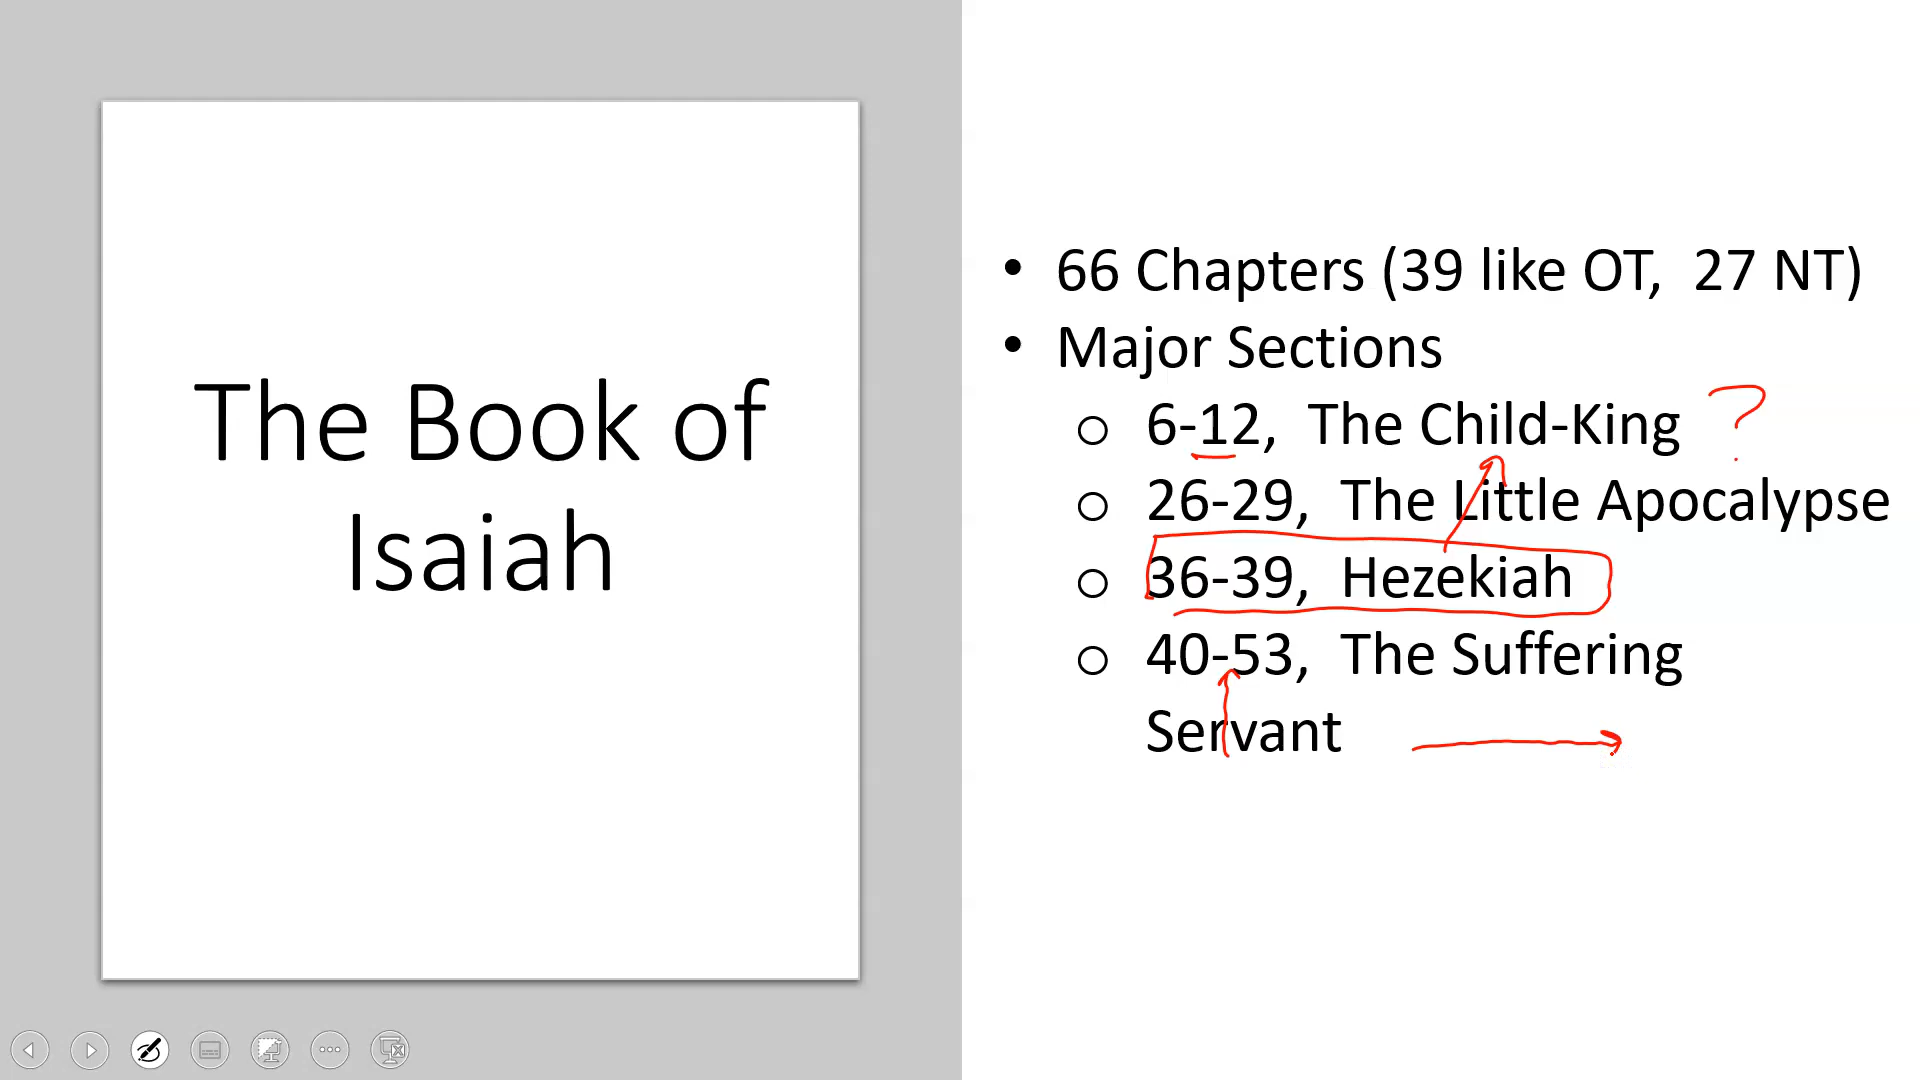 The Book of
Isaiah
• 66 Chapters (39 like OT,  27 NT)
• Major Sections
o 6-12,  The Child-King ?
o 26-29,  The Little Apocalypse
o 36-39,  Hezekiah
o 40-53,  The Suffering
Servant